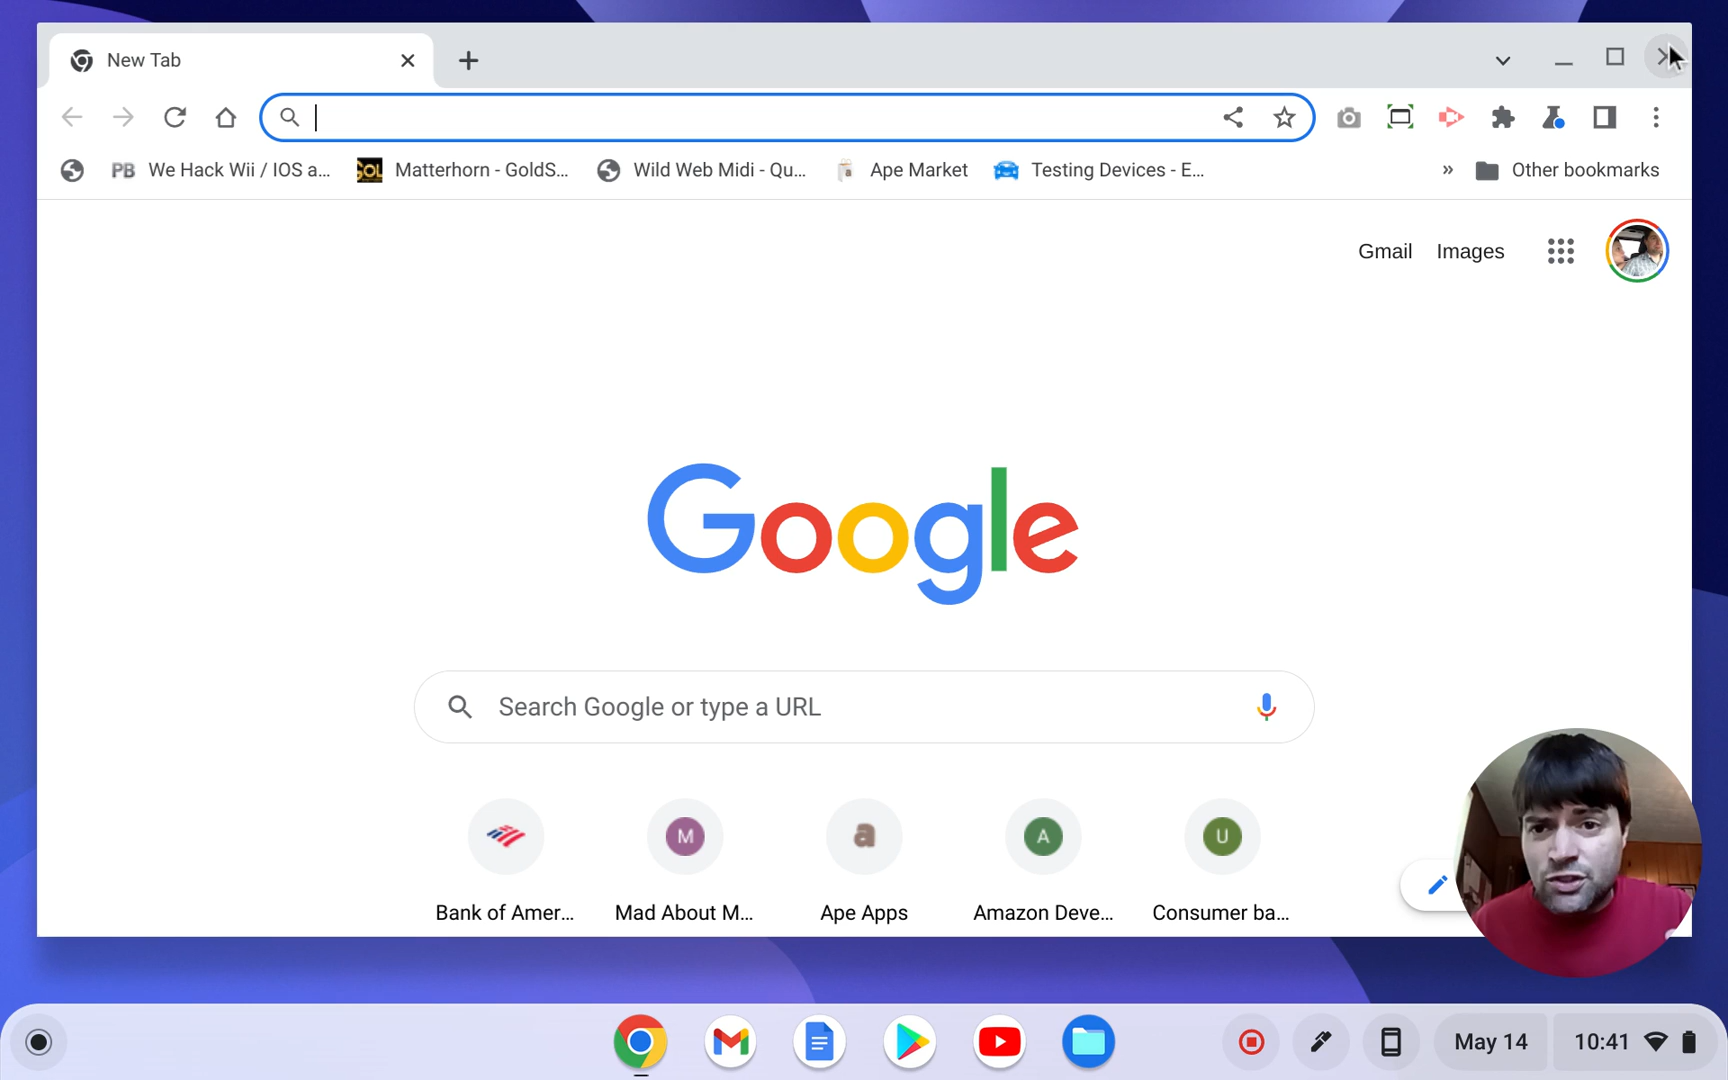 New Tab
We Hack Wii / IOS a...
Matterhorn - GoldS...
Wild Web Midi - Qu...
Ape Market
Testing Devices - E...
»
Other bookmarks
PB
GOL
Gmail
Images
Google
Search Google or type a URL
M
a
A
U
Bank of Amer...
Mad About M...
Ape Apps
Amazon Deve...
Consumer ba...
May 14
10:41